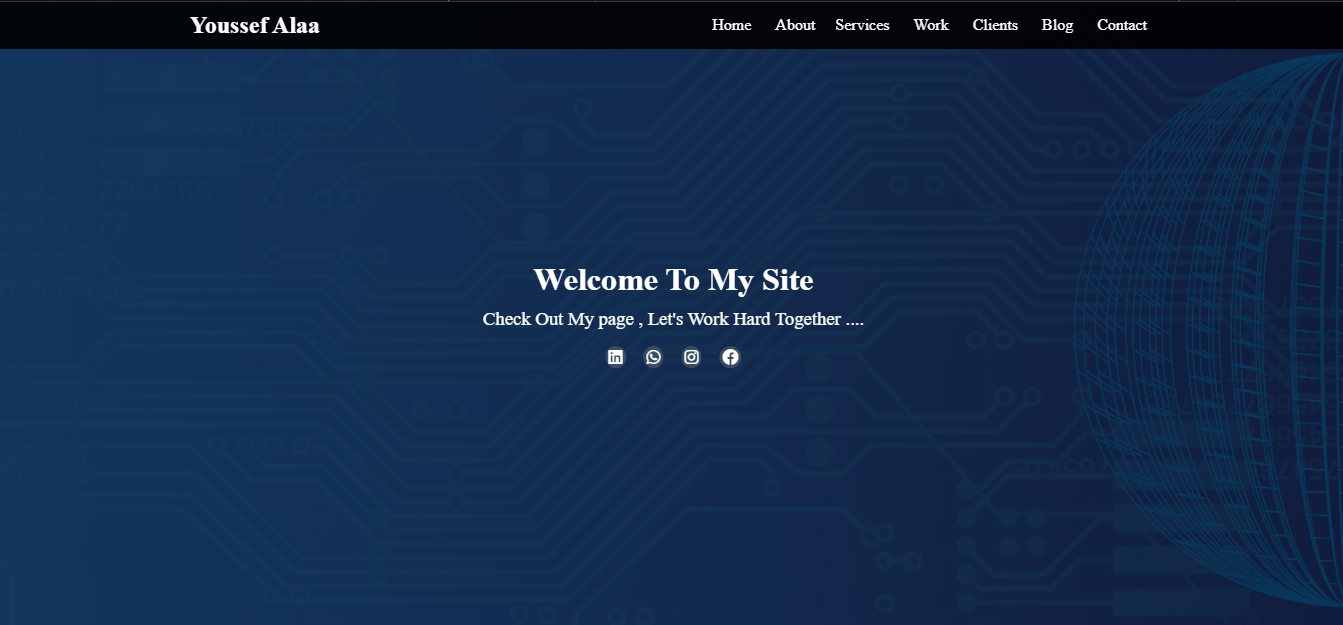 Youssef Alaa
Home About Services Work Clients Blog Contact
Welcome To My Site
Check Out My page , Let's Work Hard Together ....